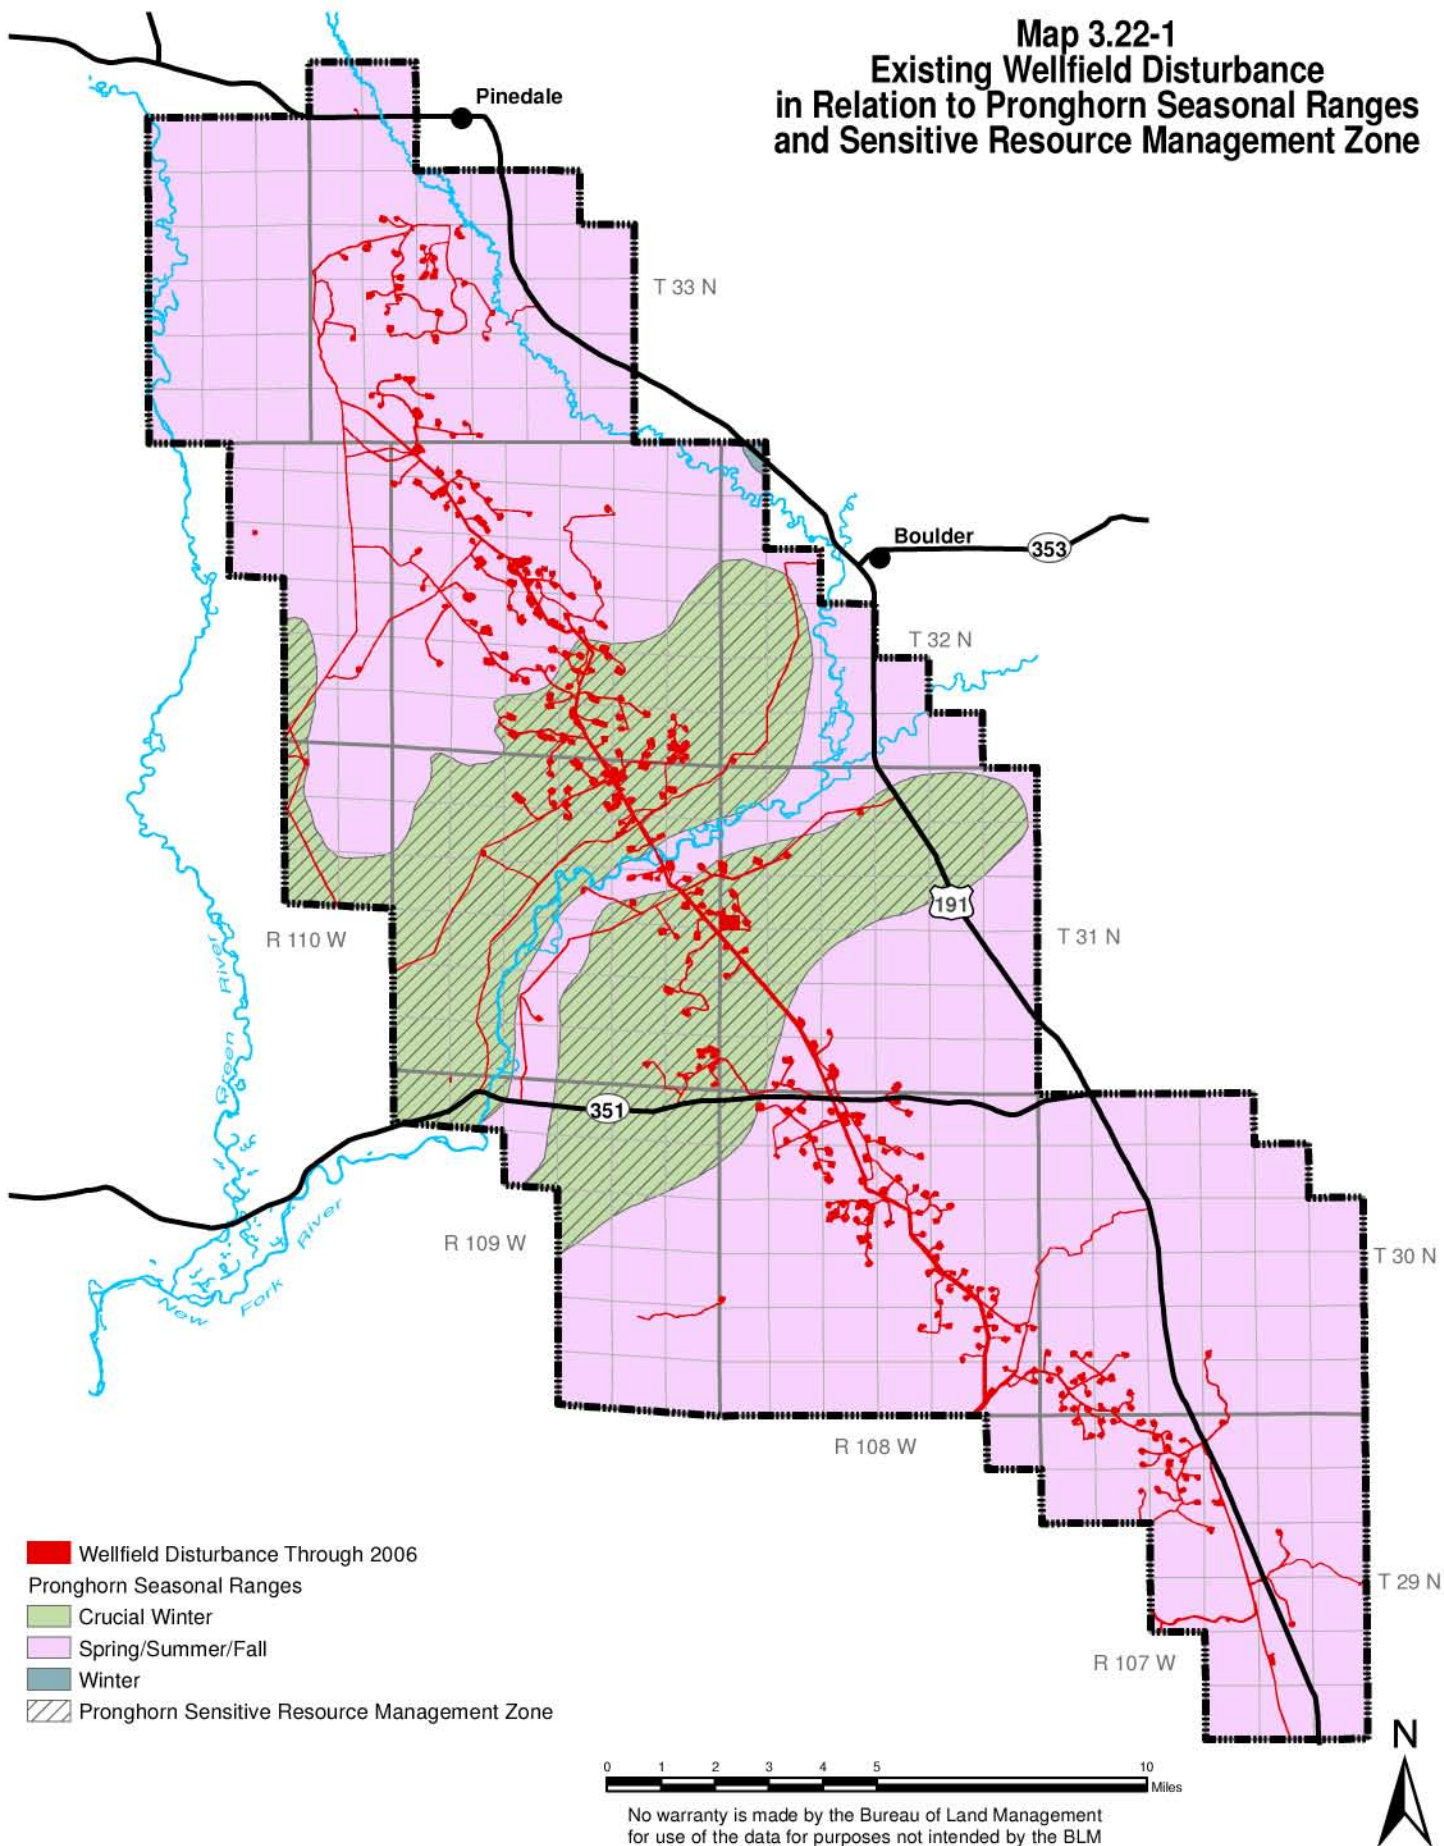 Map 3.22-1
Existing Wellfield Disturbance
in Relation to Pronghorn Seasonal Ranges
and Sensitive Resource Management Zone
Pinedale
T 33 N
Boulder
353
T 32 N
191
R 110 W
T 31 N
Green River
351
R 109 W
New Fork River
T 30 N
R 108 W
T 29 N
R 107 W
Wellfield Disturbance Through 2006
Pronghorn Seasonal Ranges
Crucial Winter
Spring/Summer/Fall
Winter
Pronghorn Sensitive Resource Management Zone
N
0 1 2 3 4 5 10
Miles
No warranty is made by the Bureau of Land Management
for use of the data for purposes not intended by the BLM